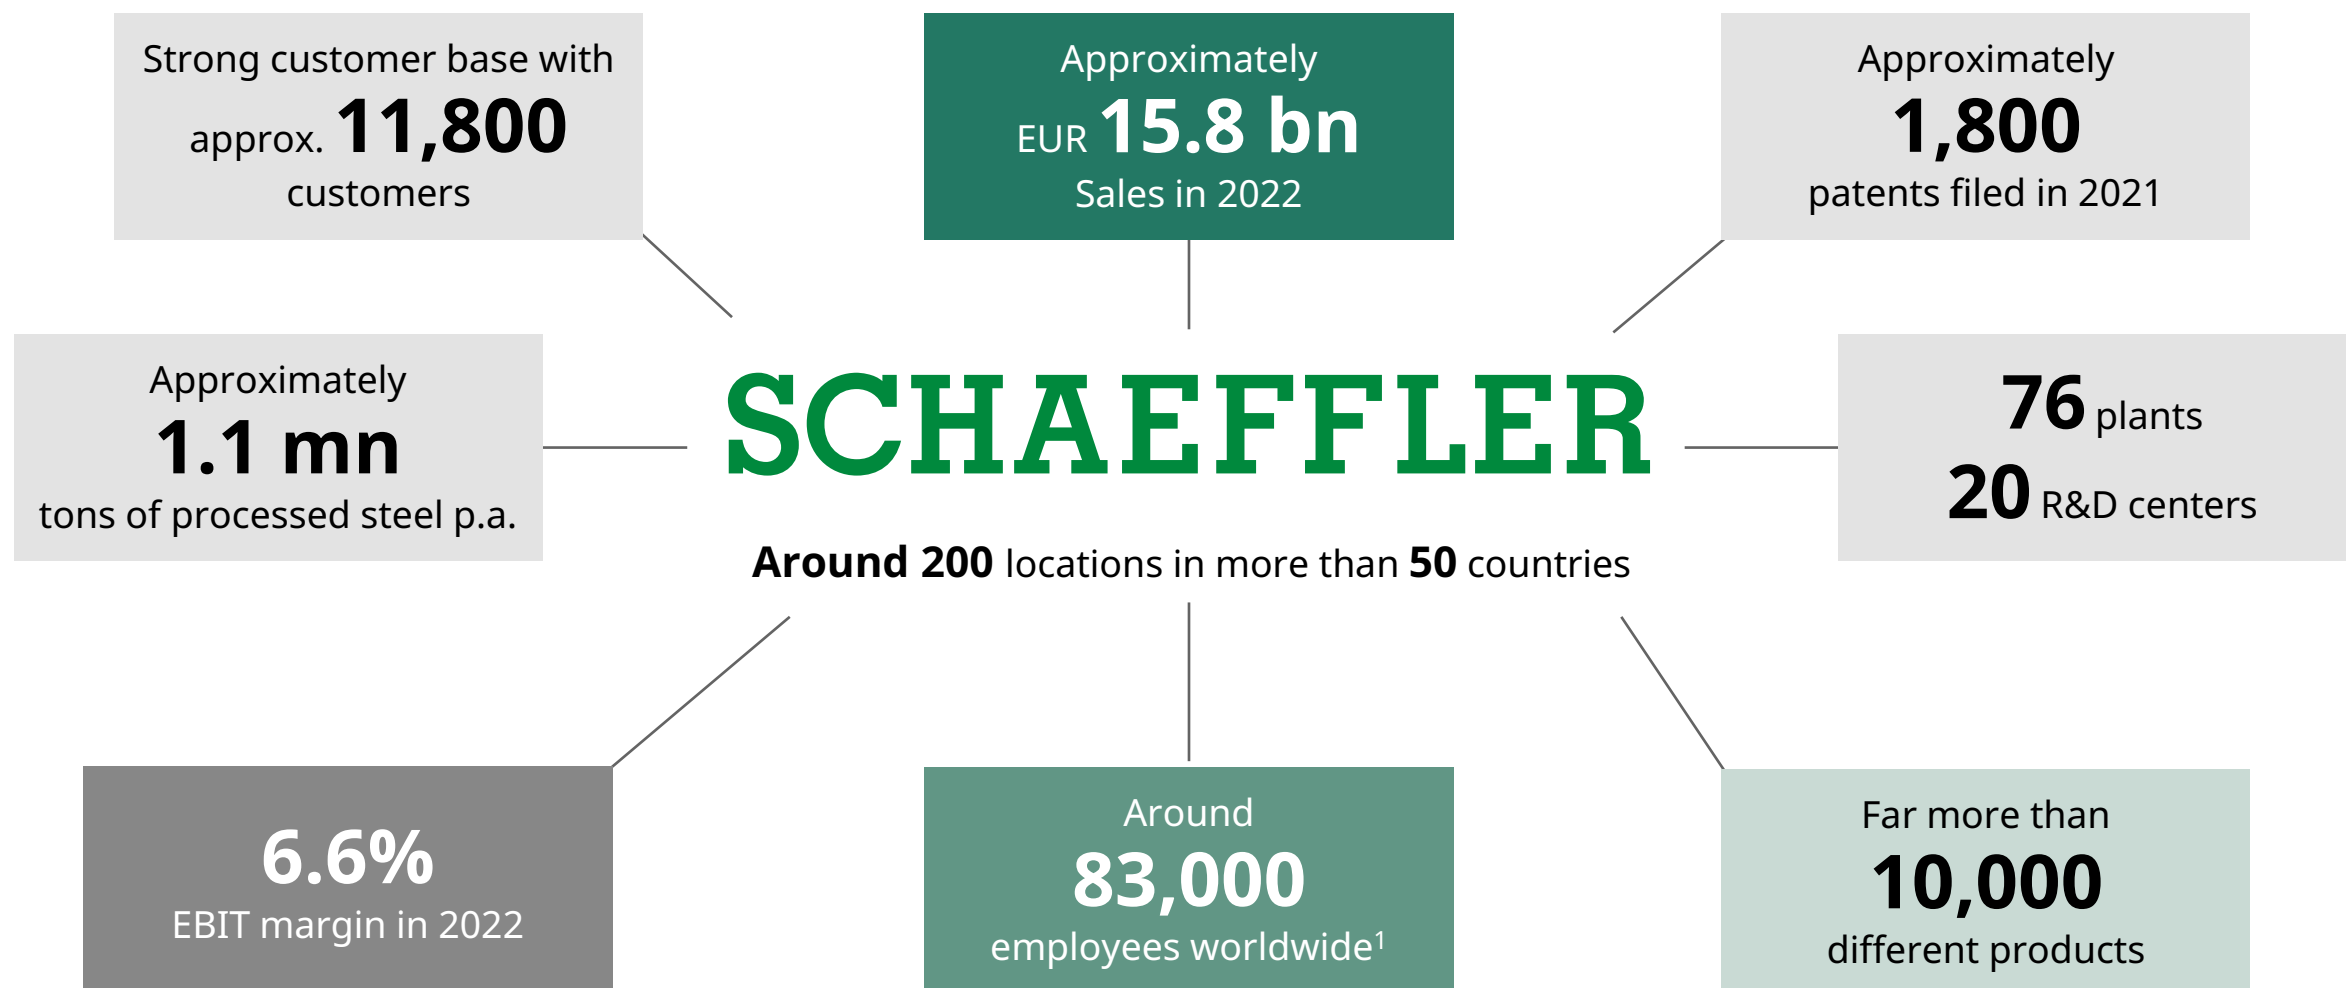 Strong customer base with
approx. 11,800
customers
Approximately
EUR 15.8 bn
Sales in 2022
Approximately
1,800
patents filed in 2021
Approximately
1.1 mn
tons of processed steel p.a.
SCHAEFFLER
Around 200 locations in more than 50 countries
76 plants
20 R&D centers
6.6%
EBIT margin in 2022
Around
83,000
employees worldwide¹
Far more than
10,000
different products